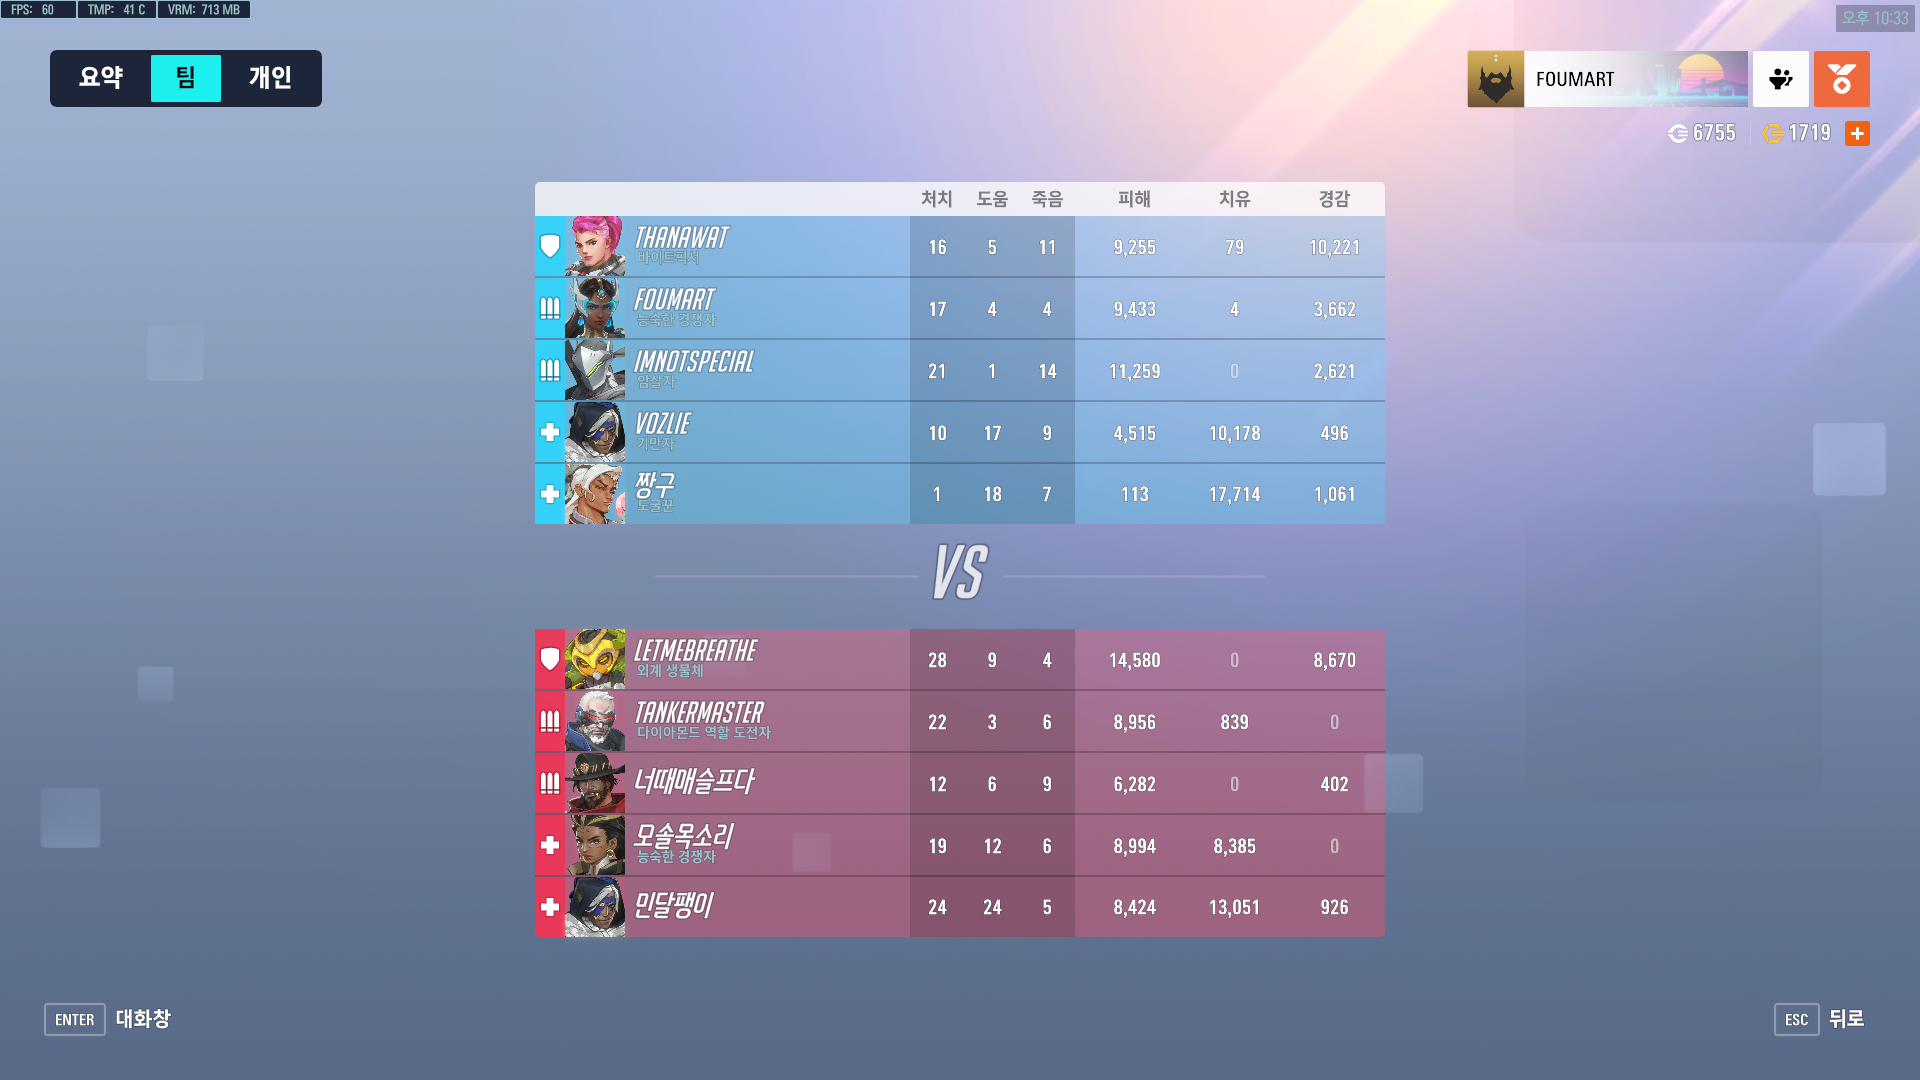 FPS: 60 TMP: 41 C VRM: 713 MB
오후 10:33
요약 팀 개인
FOUMART
6755 1719
처치 도움 죽음 피해 치유 경감
THANAWAT 16 5 11 9,255 79 10,221
바이트픽서
FOUMART 17 4 4 9,433 4 3,662
능숙한 경쟁자
IMNOTSPECIAL 21 1 14 11,259 0 2,621
암살자
VOZLIE 10 17 9 4,515 10,178 496
기만자
짱구 1 18 7 113 17,714 1,061
도굴꾼
VS
LETMEBREATHE 28 9 4 14,580 0 8,670
외계 생물체
TANKERMASTER 22 3 6 8,956 839 0
다이아몬드 역할 도전자
너때매슬프다 12 6 9 6,282 0 402
모솔목소리 19 12 6 8,994 8,385 0
능숙한 경쟁자
민달팽이 24 24 5 8,424 13,051 926
ENTER 대화창
ESC 뒤로